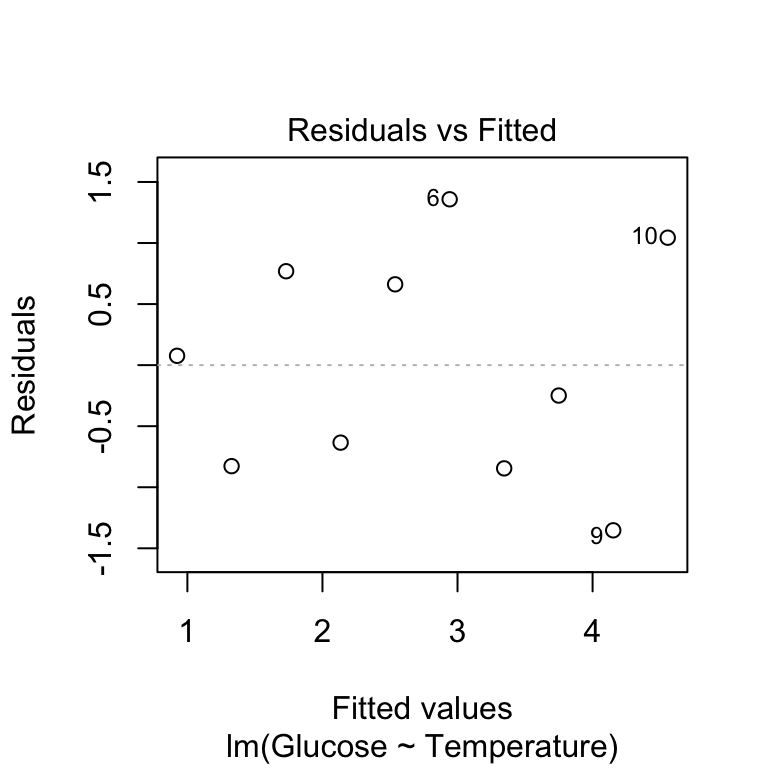 Residuals vs Fitted
Residuals
1.5
0.5
-0.5
-1.5
6
10
9
1 2 3 4
Fitted values
lm(Glucose ~ Temperature)